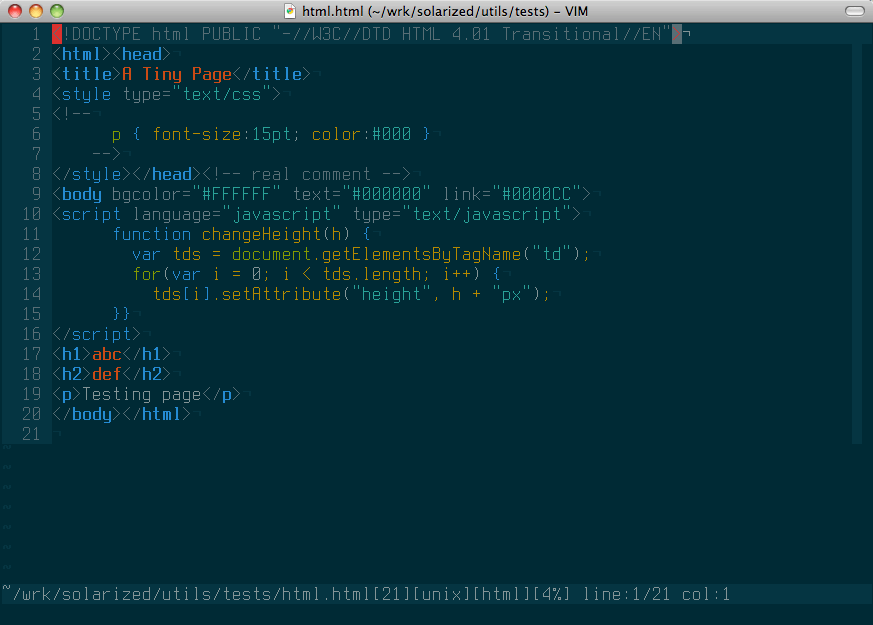 html.html (~/wrk/solarized/utils/tests) – VIM
1 <!DOCTYPE html PUBLIC "-//W3C//DTD HTML 4.01 Transitional//EN">¬
2 <html><head>¬
3 <title>A Tiny Page</title>¬
4 <style type="text/css">¬
5 <!--¬
6       p { font-size:15pt; color:#000 }¬
7     -->¬
8 </style></head><!-- real comment -->¬
9 <body bgcolor="#FFFFFF" text="#000000" link="#0000CC">¬
10 <script language="javascript" type="text/javascript">¬
11       function changeHeight(h) {¬
12         var tds = document.getElementsByTagName("td");¬
13         for(var i = 0; i < tds.length; i++) {¬
14           tds[i].setAttribute("height", h + "px");¬
15       }}¬
16 </script>¬
17 <h1>abc</h1>¬
18 <h2>def</h2>¬
19 <p>Testing page</p>¬
20 </body></html>¬
21 ¬
~
~
~
~
~
~
~
~/wrk/solarized/utils/tests/html.html[21][unix][html][4%] line:1/21 col:1